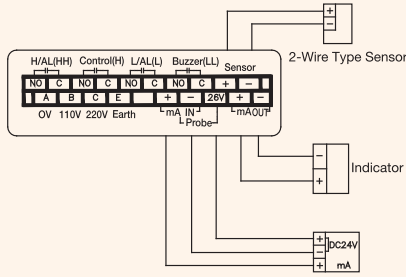 +
−
2-Wire Type Sensor
H/AL(HH) Control(H) L/AL(L) Buzzer(LL) Sensor
NO C NO C NO C NO C + −
A B C E + − 26V + −
0V 110V 220V Earth mA IN mAOUT
Probe
−
+
Indicator
+
−
DC24V
+
mA